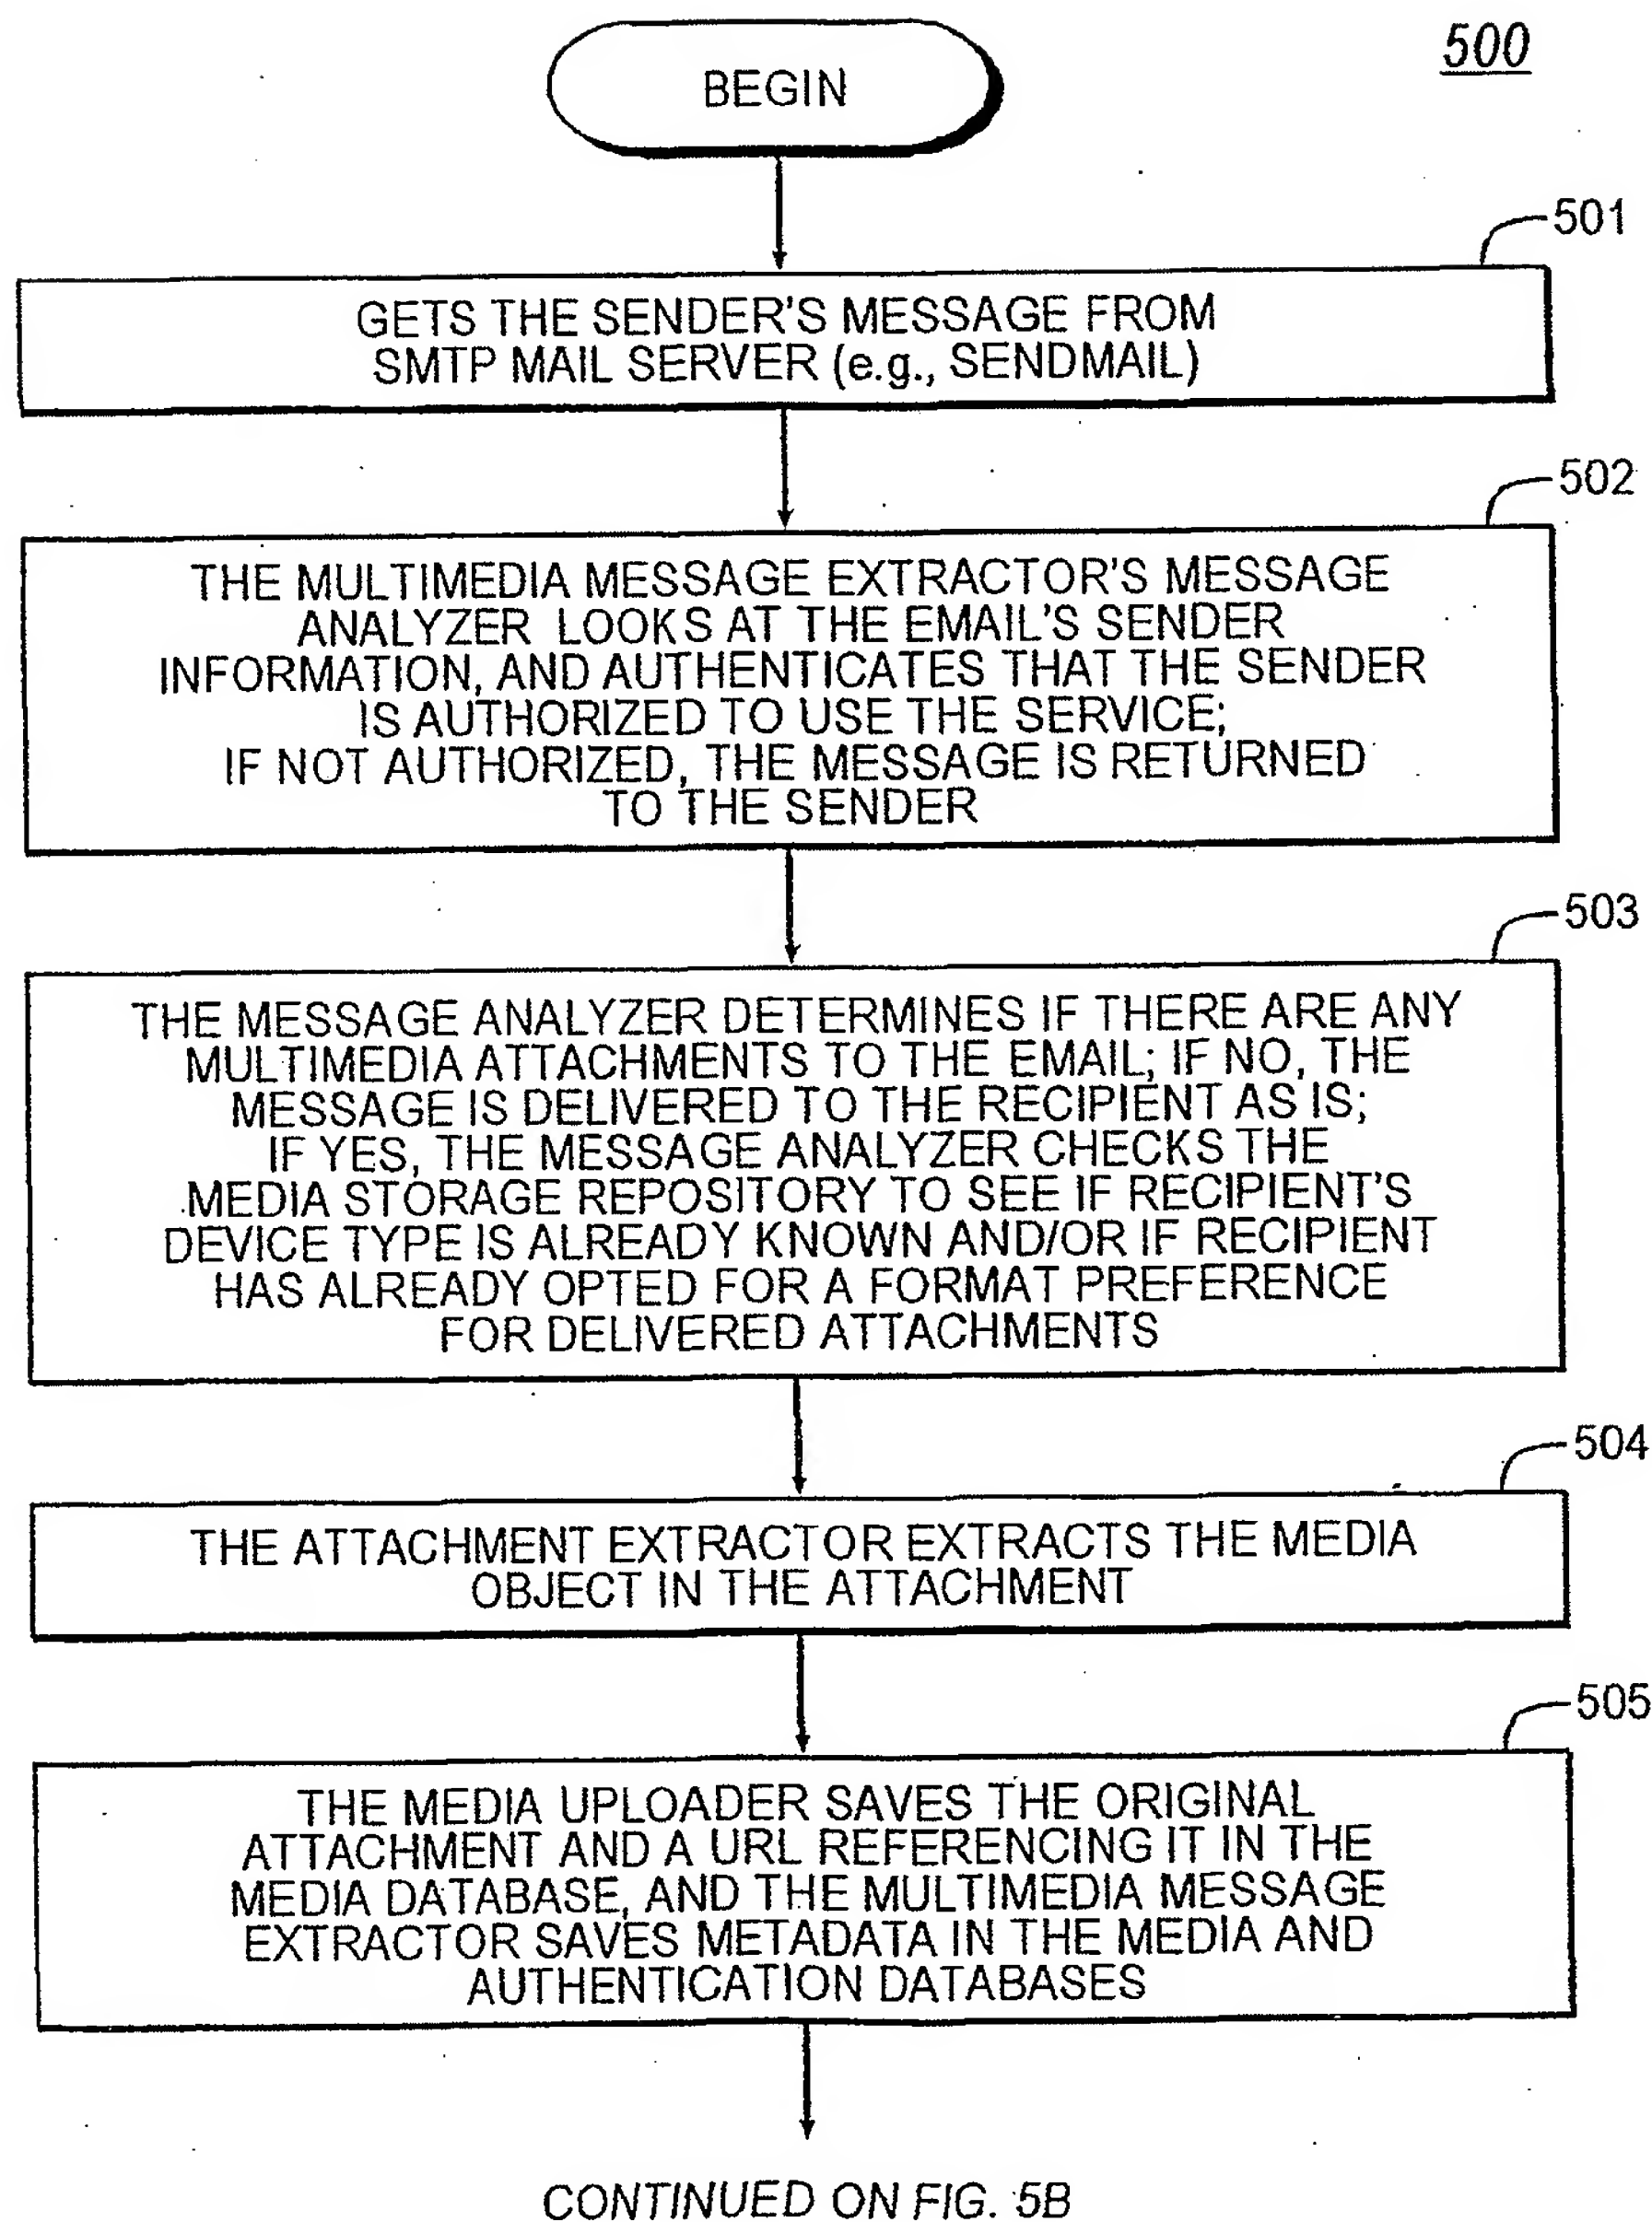 500
BEGIN
501
GETS THE SENDER'S MESSAGE FROM
SMTP MAIL SERVER (e.g., SENDMAIL)
502
THE MULTIMEDIA MESSAGE EXTRACTOR'S MESSAGE
ANALYZER LOOKS AT THE EMAIL'S SENDER
INFORMATION, AND AUTHENTICATES THAT THE SENDER
IS AUTHORIZED TO USE THE SERVICE;
IF NOT AUTHORIZED, THE MESSAGE IS RETURNED
TO THE SENDER
503
THE MESSAGE ANALYZER DETERMINES IF THERE ARE ANY
MULTIMEDIA ATTACHMENTS TO THE EMAIL; IF NO, THE
MESSAGE IS DELIVERED TO THE RECIPIENT AS IS;
IF YES, THE MESSAGE ANALYZER CHECKS THE
MEDIA STORAGE REPOSITORY TO SEE IF RECIPIENT'S
DEVICE TYPE IS ALREADY KNOWN AND/OR IF RECIPIENT
HAS ALREADY OPTED FOR A FORMAT PREFERENCE
FOR DELIVERED ATTACHMENTS
504
THE ATTACHMENT EXTRACTOR EXTRACTS THE MEDIA
OBJECT IN THE ATTACHMENT
505
THE MEDIA UPLOADER SAVES THE ORIGINAL
ATTACHMENT AND A URL REFERENCING IT IN THE
MEDIA DATABASE, AND THE MULTIMEDIA MESSAGE
EXTRACTOR SAVES METADATA IN THE MEDIA AND
AUTHENTICATION DATABASES
CONTINUED ON FIG. 5B